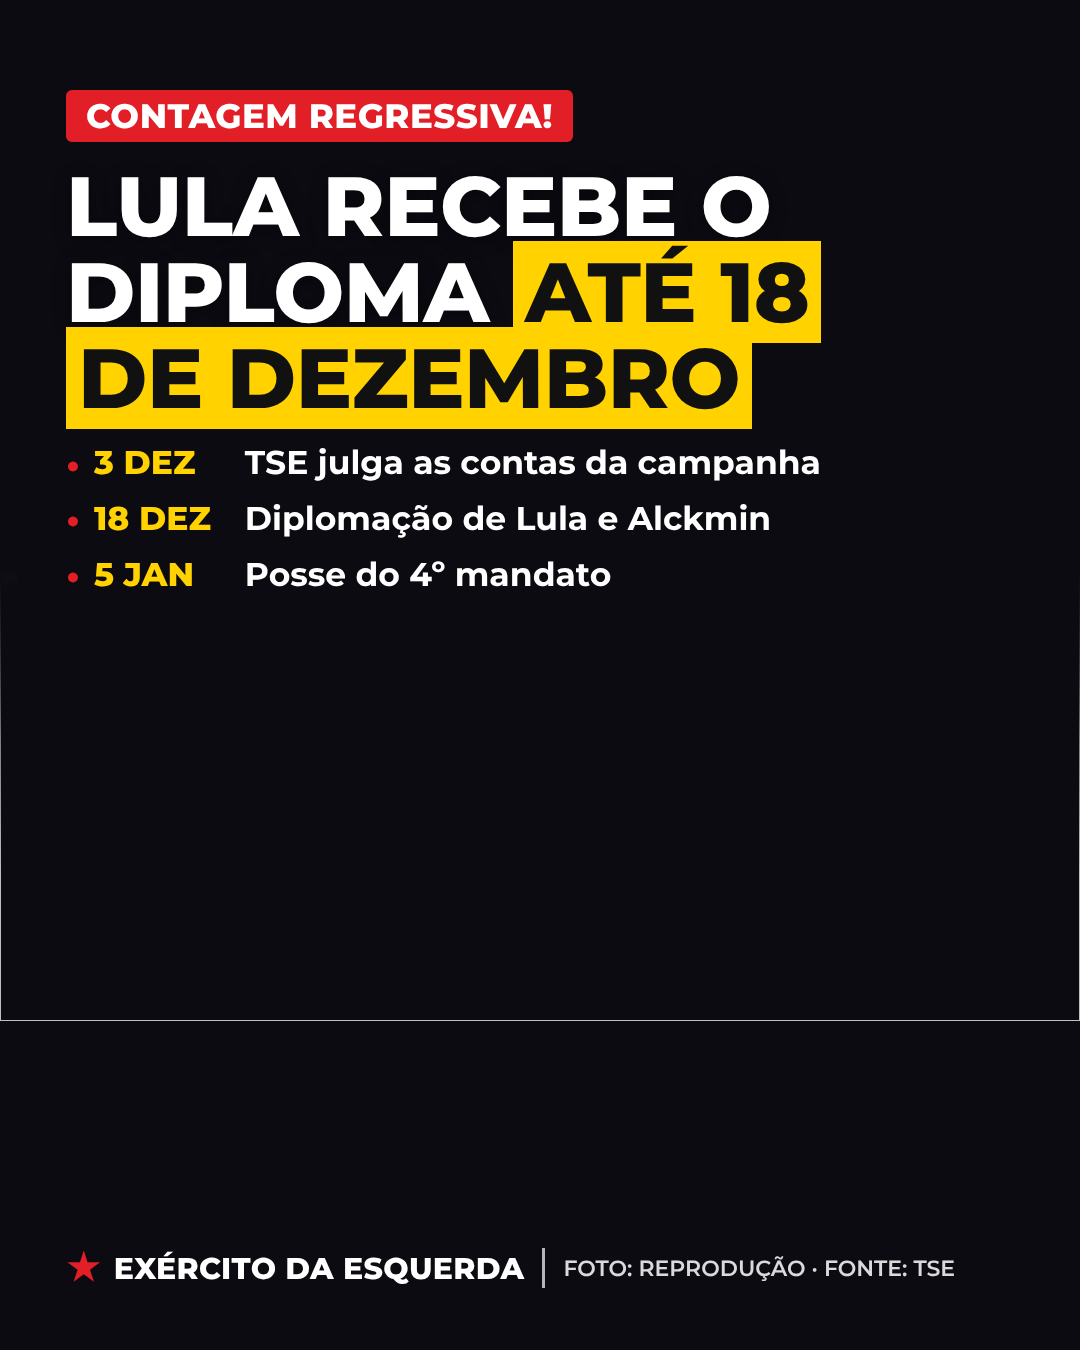 CONTAGEM REGRESSIVA!
LULA RECEBE O
DIPLOMA ATÉ 18
DE DEZEMBRO
• 3 DEZ TSE julga as contas da campanha
• 18 DEZ Diplomação de Lula e Alckmin
• 5 JAN Posse do 4º mandato
★ EXÉRCITO DA ESQUERDA | FOTO: REPRODUÇÃO · FONTE: TSE